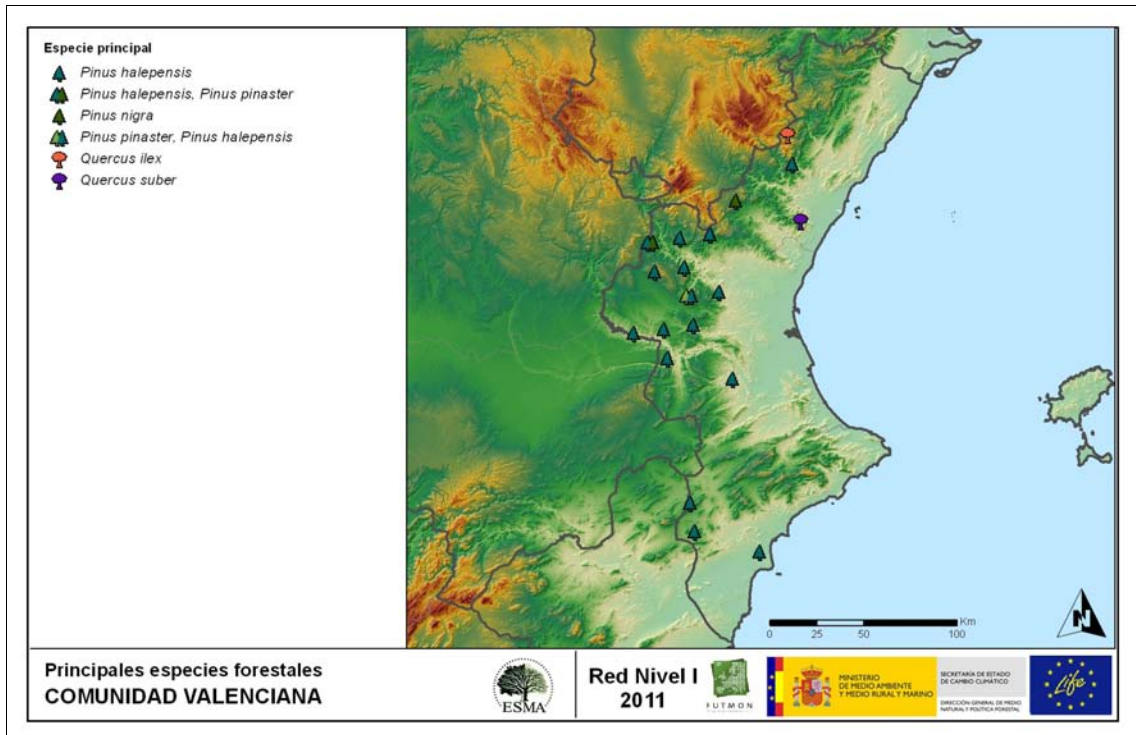 Especie principal
Pinus halepensis
Pinus halepensis, Pinus pinaster
Pinus nigra
Pinus pinaster, Pinus halepensis
Quercus ilex
Quercus suber
Km
0 25 50 100
N
Principales especies forestales
COMUNIDAD VALENCIANA
ESMA
Red Nivel I
2011
FUTMON
MINISTERIO
DE MEDIO AMBIENTE
Y MEDIO RURAL Y MARINO
SECRETARÍA DE ESTADO
DE CAMBIO CLIMÁTICO
DIRECCIÓN GENERAL DE MEDIO
NATURAL Y POLÍTICA FORESTAL
Life